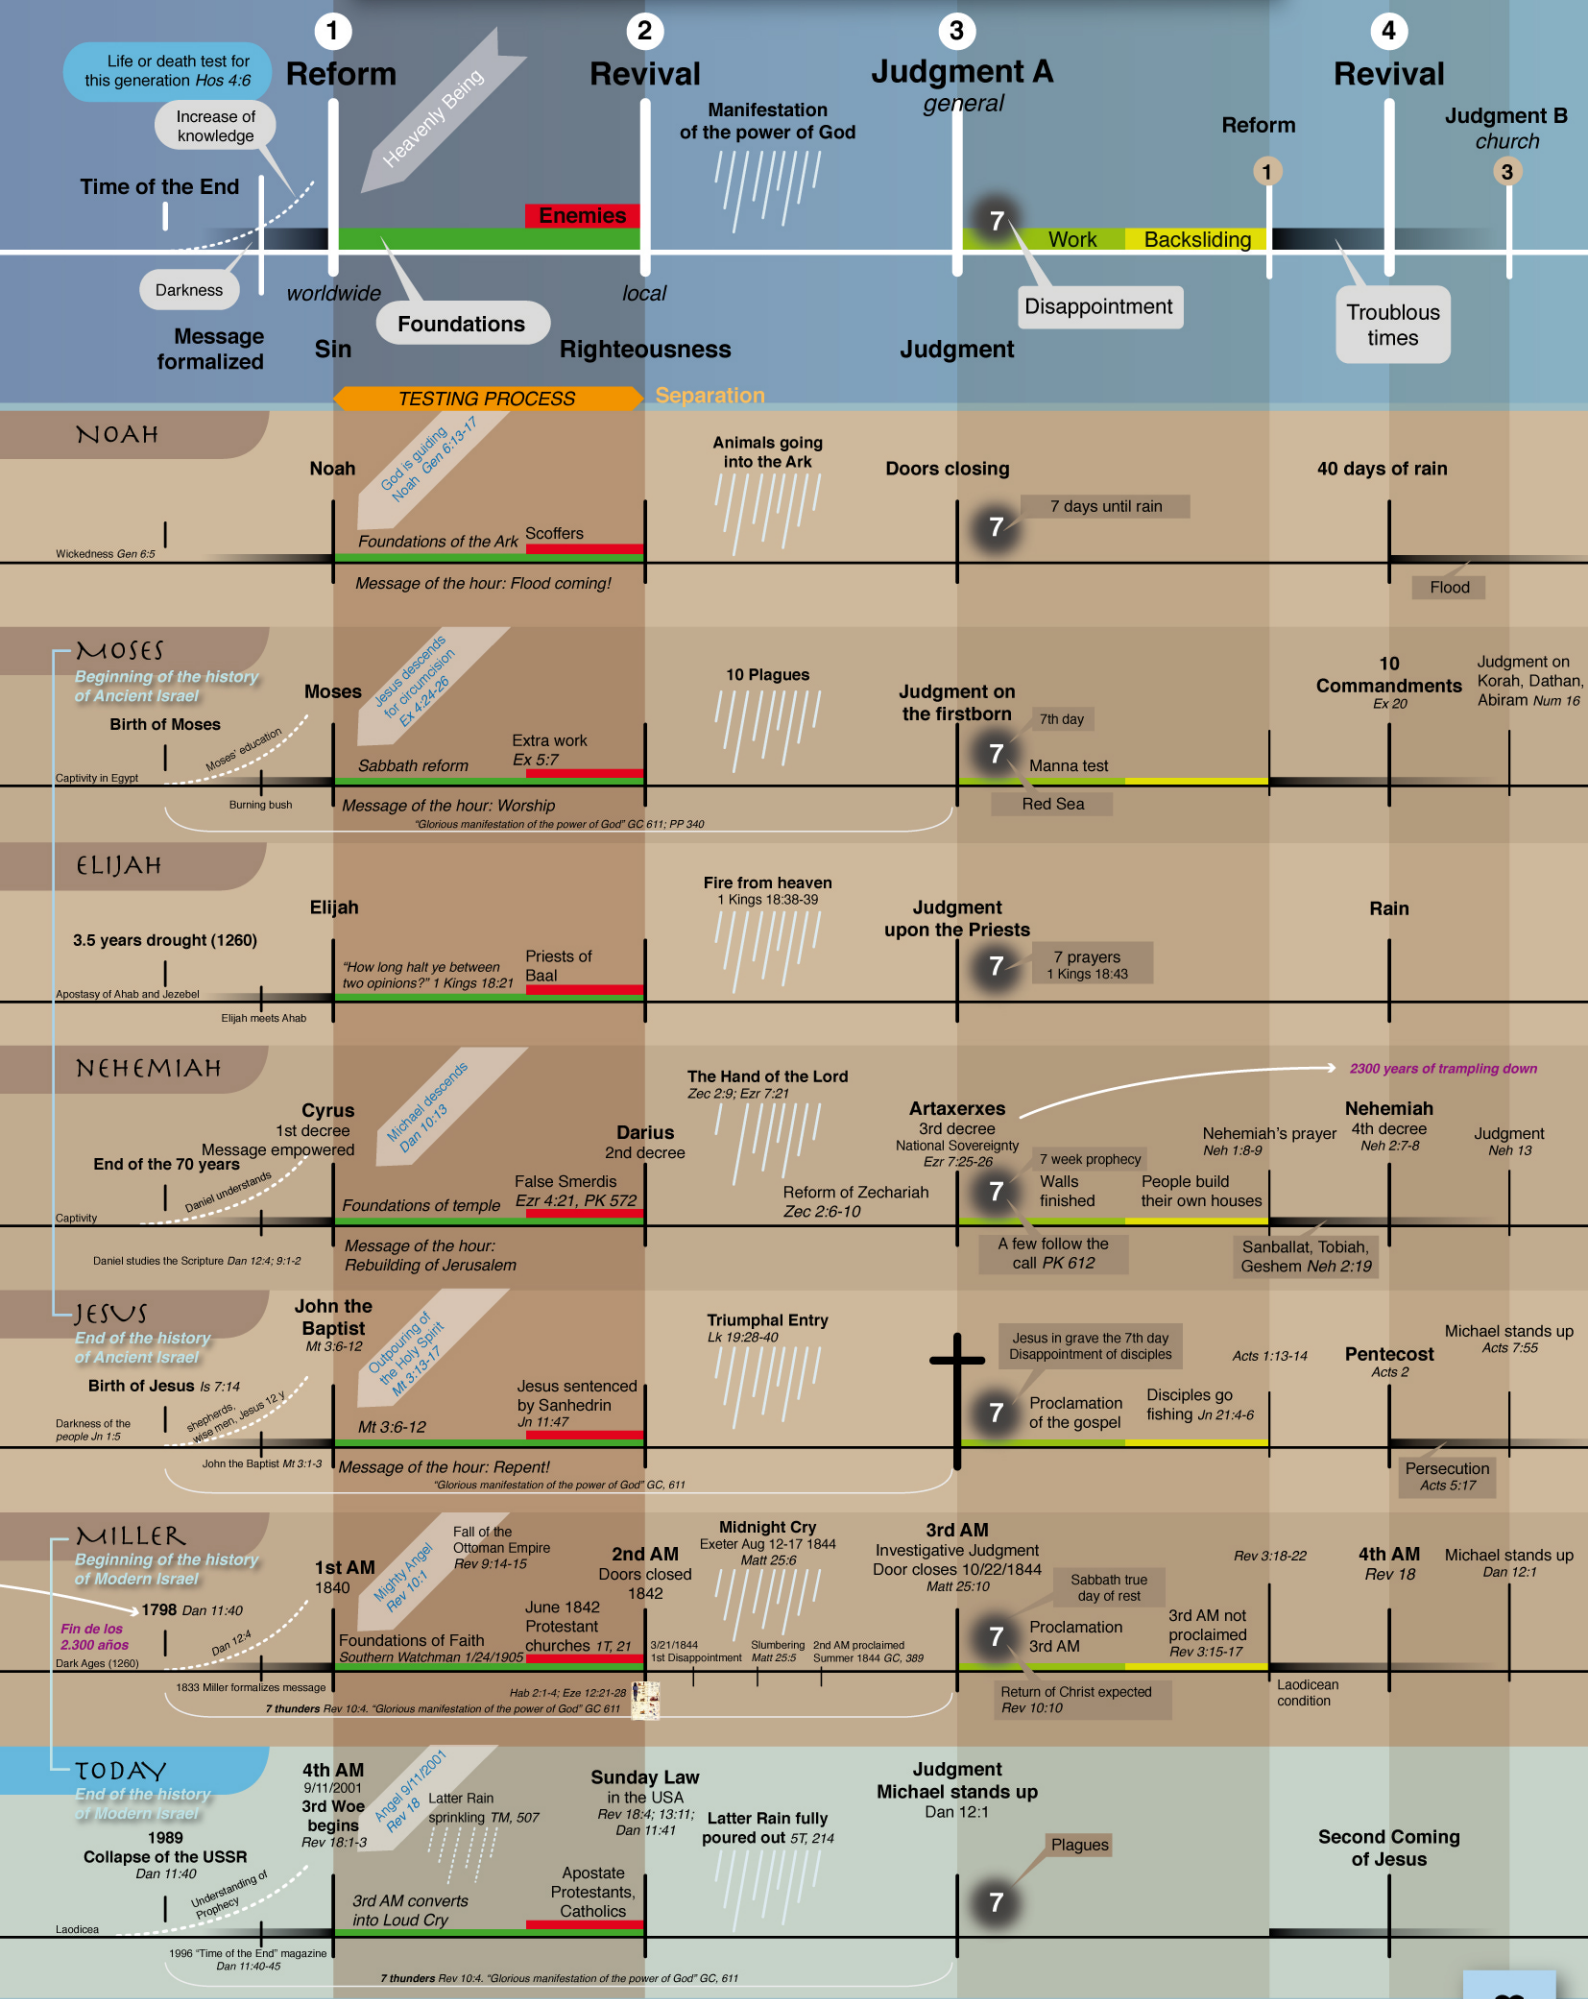 1
2
3
4
Reform
Revival
Judgment A
general
Revival
Life or death test for
this generation Hos 4:6
Increase of
knowledge
Heavenly Being
Manifestation
of the power of God
Reform
Judgment B
church
1
3
Time of the End
Enemies
7
Work
Backsliding
Darkness
worldwide
local
Foundations
Disappointment
Troublous
times
Message
formalized
Sin
Righteousness
Judgment
TESTING PROCESS
Separation
NOAH
Noah
God is guiding
Noah Gen 6:13-17
Animals going
into the Ark
Doors closing
40 days of rain
7 days until rain
7
Wickedness Gen 6:5
Foundations of the Ark
Scoffers
Message of the hour: Flood coming!
Flood
MOSES
Beginning of the history
of Ancient Israel
Birth of Moses
Moses
Jesus descends
for circumcision
Ex 4:24-26
10 Plagues
Judgment on
the firstborn
10
Commandments
Ex 20
Judgment on
Korah, Dathan,
Abiram Num 16
Moses' education
7th day
7
Captivity in Egypt
Sabbath reform
Extra work
Ex 5:7
Manna test
Burning bush
Message of the hour: Worship
Red Sea
"Glorious manifestation of the power of God" GC 611; PP 340
ELIJAH
Elijah
Fire from heaven
1 Kings 18:38-39
Judgment
upon the Priests
Rain
3.5 years drought (1260)
"How long halt ye between
two opinions?" 1 Kings 18:21
Priests of
Baal
7
7 prayers
1 Kings 18:43
Apostasy of Ahab and Jezebel
Elijah meets Ahab
NEHEMIAH
2300 years of trampling down
Cyrus
1st decree
Message empowered
Michael descends
Dan 10:13
The Hand of the Lord
Zec 2:9; Ezr 7:21
Darius
2nd decree
Artaxerxes
3rd decree
National Sovereignty
Ezr 7:25-26
Nehemiah's prayer
Neh 1:8-9
Nehemiah
4th decree
Neh 2:7-8
Judgment
Neh 13
End of the 70 years
Daniel understands
7 week prophecy
7
Walls
finished
People build
their own houses
Captivity
Foundations of temple
False Smerdis
Ezr 4:21, PK 572
Reform of Zechariah
Zec 2:6-10
Daniel studies the Scripture Dan 12:4; 9:1-2
Message of the hour:
Rebuilding of Jerusalem
A few follow the
call PK 612
Sanballat, Tobiah,
Geshem Neh 2:19
JESUS
End of the history
of Ancient Israel
John the
Baptist
Mt 3:6-12
Outpouring of
the Holy Spirit
Mt 3:13-17
Triumphal Entry
Lk 19:28-40
Jesus in grave the 7th day
Disappointment of disciples
Acts 1:13-14
Pentecost
Acts 2
Michael stands up
Acts 7:55
Birth of Jesus Is 7:14
shepherds,
wise men, Jesus 12 y
Darkness of the
people Jn 1:5
Mt 3:6-12
Jesus sentenced
by Sanhedrin
Jn 11:47
7
Proclamation
of the gospel
Disciples go
fishing Jn 21:4-6
John the Baptist Mt 3:1-3
Message of the hour: Repent!
"Glorious manifestation of the power of God" GC, 611
Persecution
Acts 5:17
MILLER
Beginning of the history
of Modern Israel
1st AM
1840
Mighty Angel
Rev 10:1
Fall of the
Ottoman Empire
Rev 9:14-15
2nd AM
Doors closed
1842
Midnight Cry
Exeter Aug 12-17 1844
Matt 25:6
3rd AM
Investigative Judgment
Door closes 10/22/1844
Matt 25:10
Rev 3:18-22
4th AM
Rev 18
Michael stands up
Dan 12:1
1798 Dan 11:40
Fin de los
2.300 años
Dan 12:4
Dark Ages (1260)
Foundations of Faith
Southern Watchman 1/24/1905
June 1842
Protestant
churches 1T, 21
3/21/1844
1st Disappointment
Slumbering
Matt 25:5
2nd AM proclaimed
Summer 1844 GC, 389
Sabbath true
day of rest
7
Proclamation
3rd AM
3rd AM not
proclaimed
Rev 3:15-17
1833 Miller formalizes message
Hab 2:1-4; Eze 12:21-28
7 thunders Rev 10:4. "Glorious manifestation of the power of God" GC 611
Return of Christ expected
Rev 10:10
Laodicean
condition
TODAY
End of the history
of Modern Israel
4th AM
9/11/2001
3rd Woe
begins
Rev 18:1-3
Angel 9/11/2001
Rev 18
Latter Rain
sprinkling TM, 507
Sunday Law
in the USA
Rev 18:4; 13:11;
Dan 11:41
Latter Rain fully
poured out 5T, 214
Judgment
Michael stands up
Dan 12:1
Plagues
Second Coming
of Jesus
1989
Collapse of the USSR
Dan 11:40
Understanding of
Prophecy
Laodicea
3rd AM converts
into Loud Cry
Apostate
Protestants,
Catholics
7
1996 "Time of the End" magazine
Dan 11:40-45
7 thunders Rev 10:4. "Glorious manifestation of the power of God" GC, 611